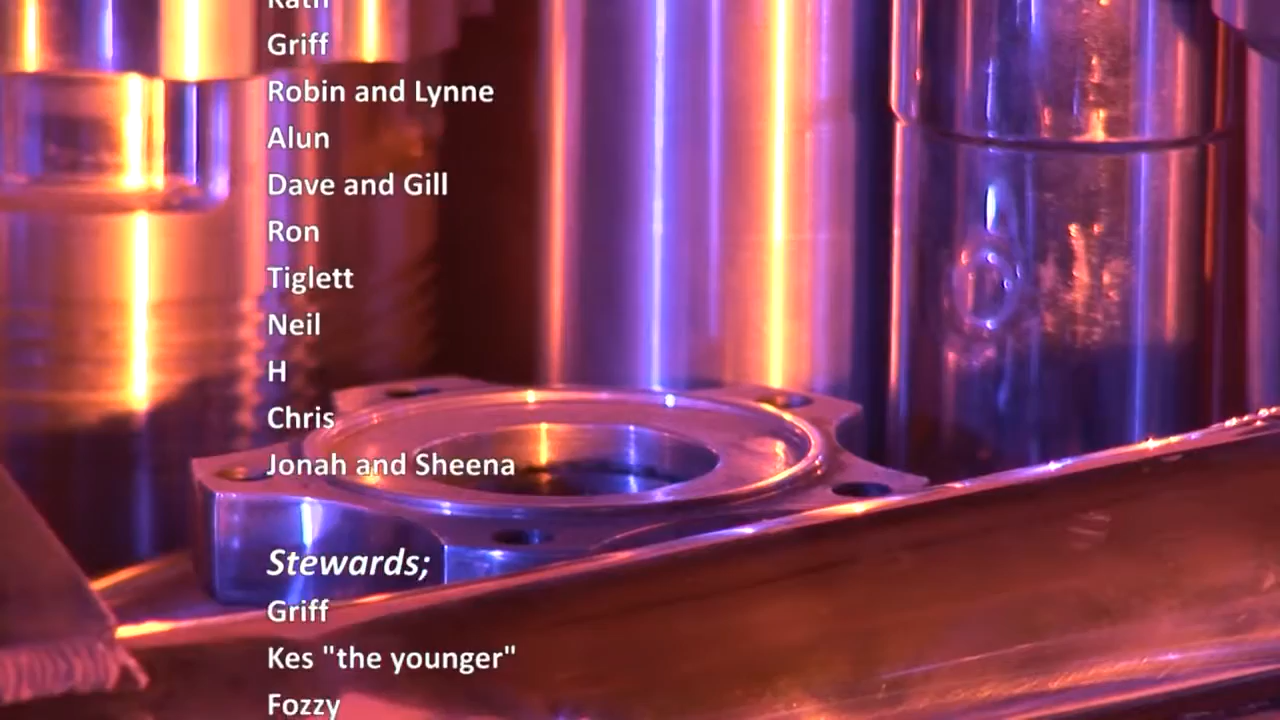 Griff
Robin and Lynne
Alun
Dave and Gill
Ron
Tiglett
Neil
H
Chris
Jonah and Sheena
Stewards;
Griff
Kes "the younger"
Fozzy